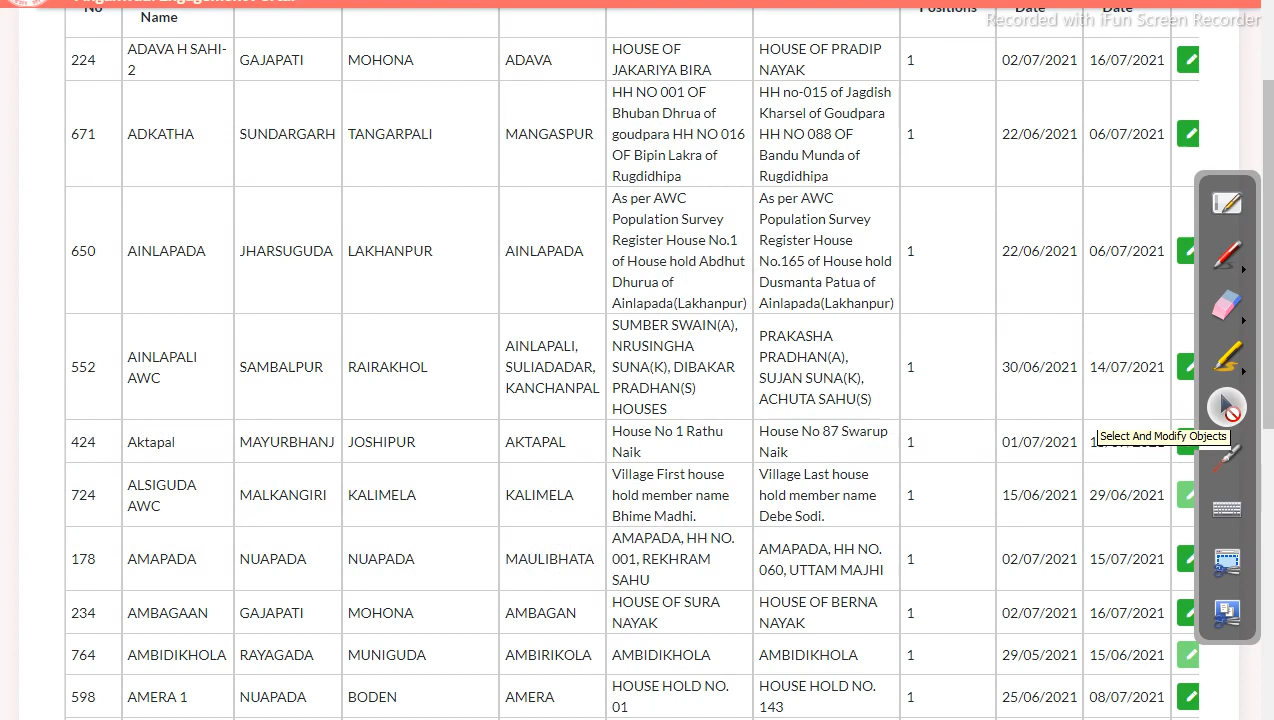 Name
Positions
Recorded with iFun Screen Recorder
224
ADAVA H SAHI-
2
GAJAPATI
MOHONA
ADAVA
HOUSE OF
JAKARIYA BIRA
HOUSE OF PRADIP
NAYAK
1
02/07/2021
16/07/2021
671
ADKATHA
SUNDARGARH
TANGARPALI
MANGASPUR
HH NO 001 OF
Bhuban Dhrua of
goudpara HH NO 016
OF Bipin Lakra of
Rugdidhipa
HH no-015 of Jagdish
Kharsel of Goudpara
HH NO 088 OF
Bandu Munda of
Rugdidhipa
1
22/06/2021
06/07/2021
650
AINLAPADA
JHARSUGUDA
LAKHANPUR
AINLAPADA
As per AWC
Population Survey
Register House No.1
of House hold Abdhut
Dhurua of
Ainlapada(Lakhanpur)
As per AWC
Population Survey
Register House
No.165 of House hold
Dusmanta Patua of
Ainlapada(Lakhanpur)
1
22/06/2021
06/07/2021
552
AINLAPALI
AWC
SAMBALPUR
RAIRAKHOL
AINLAPALI,
SULIADADAR,
KANCHANPAL
SUMBER SWAIN(A),
NRUSINGHA
SUNA(K), DIBAKAR
PRADHAN(S)
HOUSES
PRAKASHA
PRADHAN(A),
SUJAN SUNA(K),
ACHUTA SAHU(S)
1
30/06/2021
14/07/2021
424
Aktapal
MAYURBHANJ
JOSHIPUR
AKTAPAL
House No 1 Rathu
Naik
House No 87 Swarup
Naik
1
01/07/2021
Select And Modify Objects
724
ALSIGUDA
AWC
MALKANGIRI
KALIMELA
KALIMELA
Village First house
hold member name
Bhime Madhi.
Village Last house
hold member name
Debe Sodi.
1
15/06/2021
29/06/2021
178
AMAPADA
NUAPADA
NUAPADA
MAULIBHATA
AMAPADA, HH NO.
001, REKHRAM
SAHU
AMAPADA, HH NO.
060, UTTAM MAJHI
1
02/07/2021
15/07/2021
234
AMBAGAAN
GAJAPATI
MOHONA
AMBAGAN
HOUSE OF SURA
NAYAK
HOUSE OF BERNA
NAYAK
1
02/07/2021
16/07/2021
764
AMBIDIKHOLA
RAYAGADA
MUNIGUDA
AMBIRIKOLA
AMBIDIKHOLA
AMBIDIKHOLA
1
29/05/2021
15/06/2021
598
AMERA 1
NUAPADA
BODEN
AMERA
HOUSE HOLD NO.
01
HOUSE HOLD NO.
143
1
25/06/2021
08/07/2021